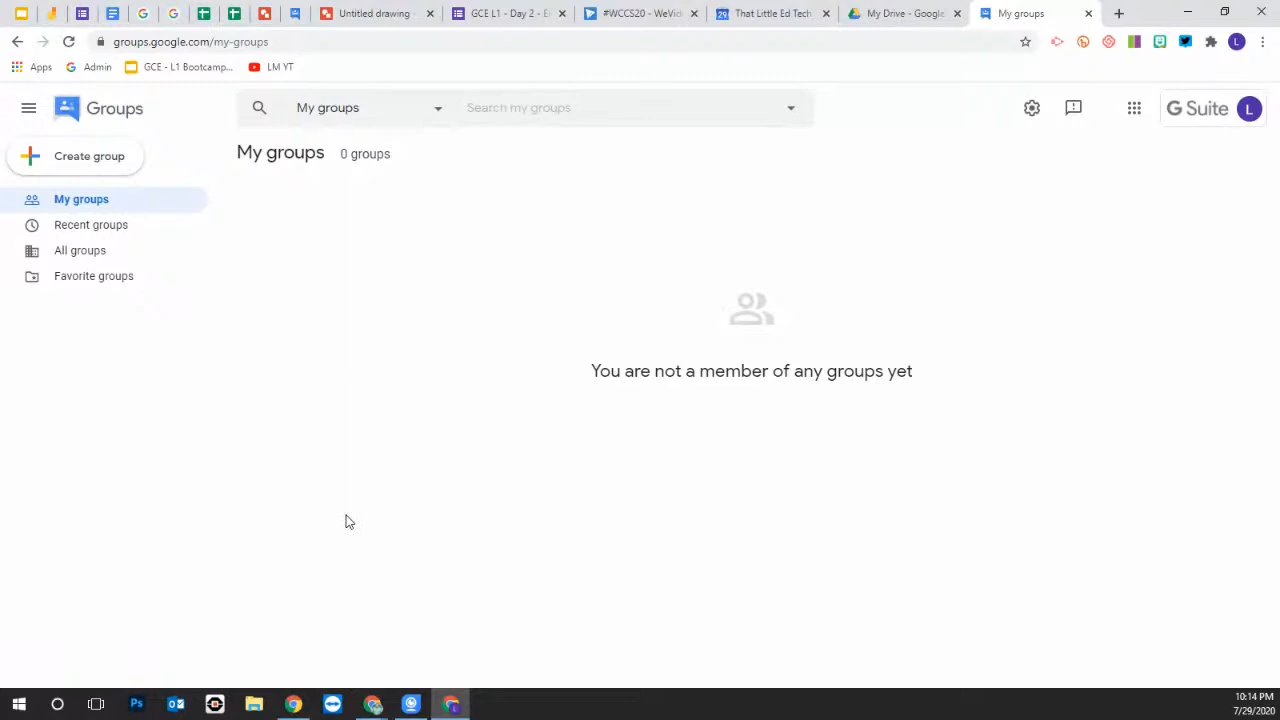 Untitled drawing -
GCE L1 - Day 2 - E
#WCCS20 - WeVid
That Little Ed Tech
My Drive - Google
My groups
groups.google.com/my-groups
Apps
Admin
GCE - L1 Bootcamp...
LM YT
L
Groups
My groups
Search my groups
G Suite
L
Create group
My groups 0 groups
My groups
Recent groups
All groups
Favorite groups
You are not a member of any groups yet
10:14 PM
7/29/2020